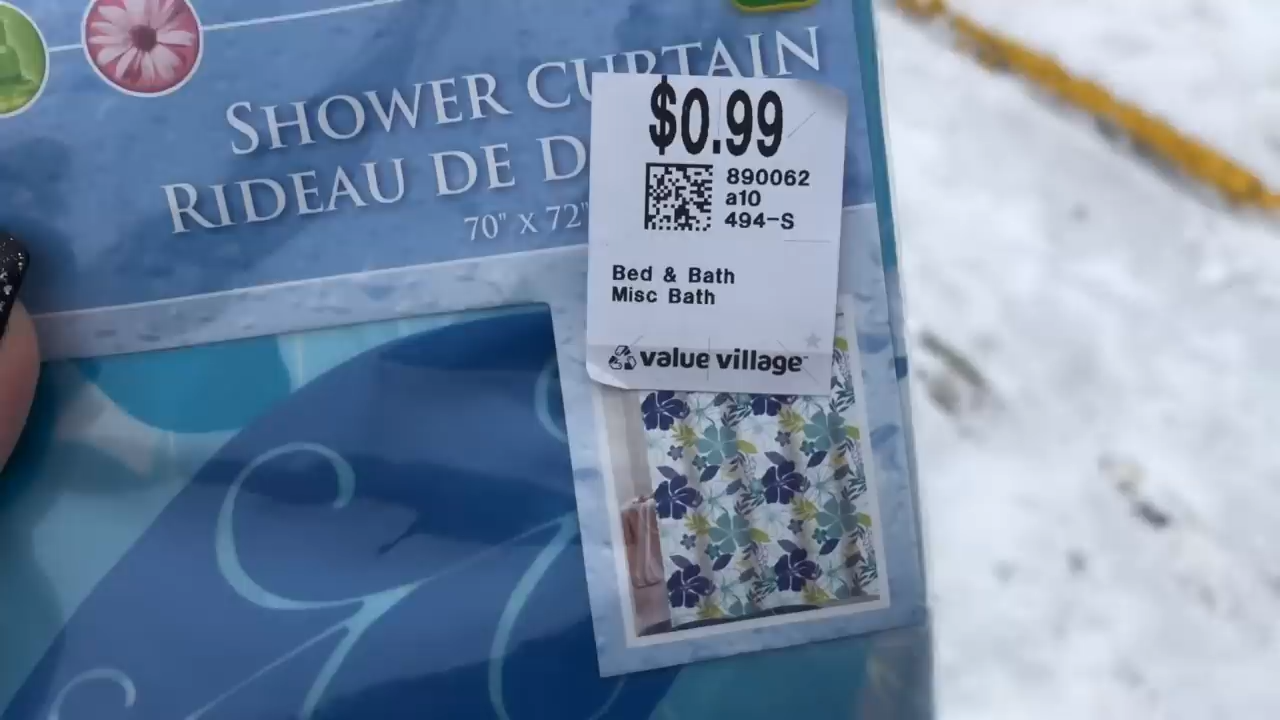 SHOWER CURTAIN
RIDEAU DE D
70" X 72"
$0.99
890062
a10
494-S
Bed & Bath
Misc Bath
value village